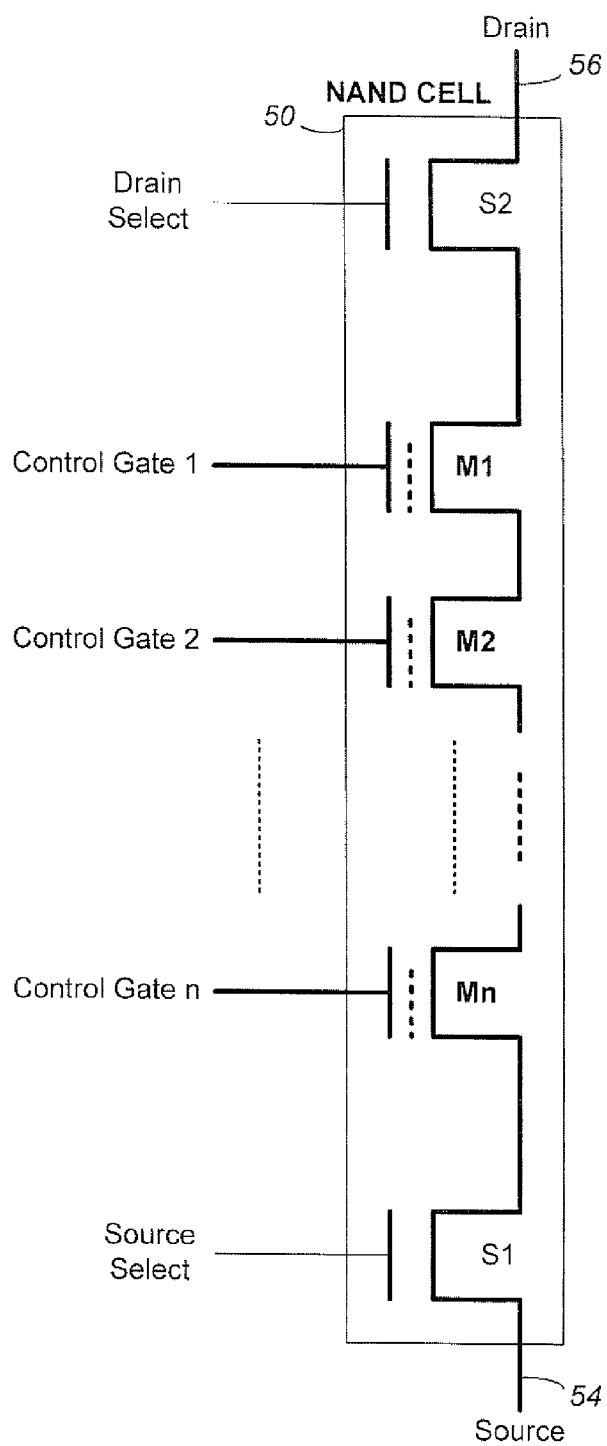 Drain
56
NAND CELL
50
Drain
Select
S2
Control Gate 1
M1
Control Gate 2
M2
Control Gate n
Mn
Source
Select
S1
54
Source